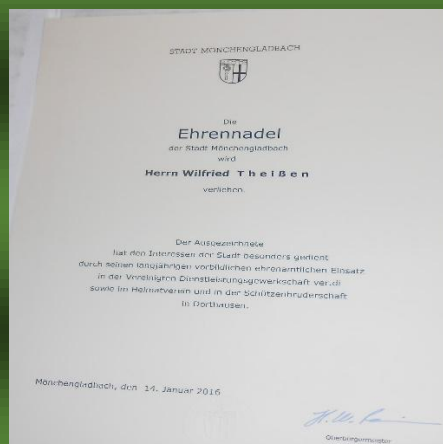 STADT MÖNCHENGLADBACH
Die
Ehrennadel
der Stadt Mönchengladbach
wird
Herrn Wilfried Theißen
verliehen.
Der Ausgezeichnete
hat den Interessen der Stadt besonders gedient
durch seinen langjährigen vorbildlichen ehrenamtlichen Einsatz
in der Vereinigten Dienstleistungsgewerkschaft ver.di
sowie im Heimatverein und in der Schützenbruderschaft
in Dorthausen.
Mönchengladbach, den 14. Januar 2016
Oberbürgermeister